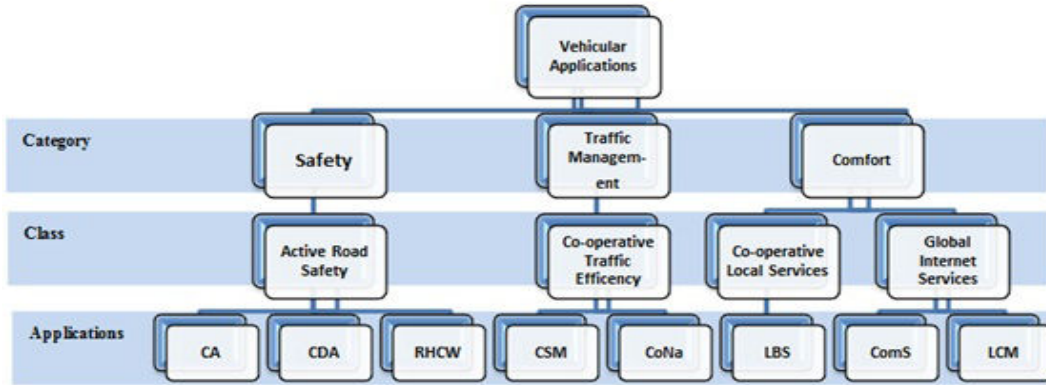 Vehicular
Applications
Category
Safety
Traffic
Managem-
ent
Comfort
Class
Active Road
Safety
Co-operative
Traffic
Efficency
Co-operative
Local Services
Global
Internet
Services
Applications
CA
CDA
RHCW
CSM
CoNa
LBS
ComS
LCM